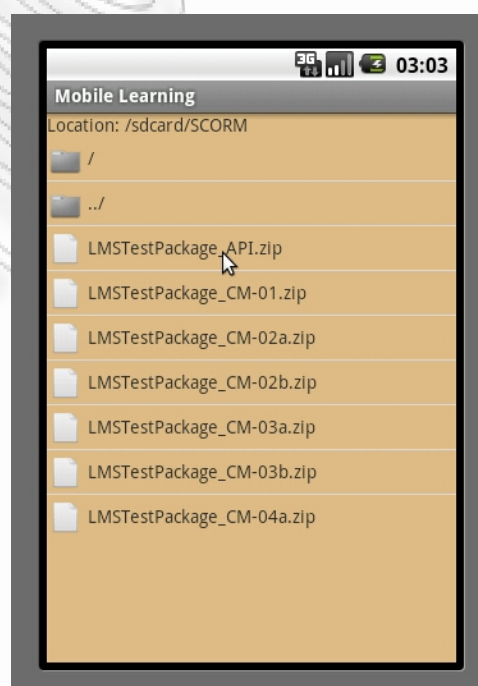 3G 03:03
Mobile Learning
Location: /sdcard/SCORM
/
../
LMSTestPackage_API.zip
LMSTestPackage_CM-01.zip
LMSTestPackage_CM-02a.zip
LMSTestPackage_CM-02b.zip
LMSTestPackage_CM-03a.zip
LMSTestPackage_CM-03b.zip
LMSTestPackage_CM-04a.zip